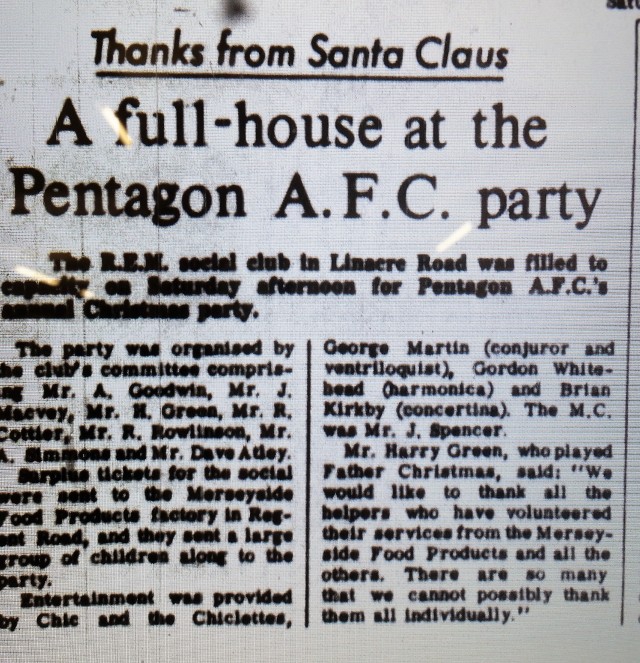 Thanks from Santa Claus
A full-house at the
Pentagon A.F.C. party
The R.E.M. social club in Linacre Road was filled to
capacity on Saturday afternoon for Pentagon A.F.C.'s
annual Christmas party.
The party was organised by
he club's committee compris-
ng Mr. A. Goodwin, Mr. J.
Macvey, Mr. H. Green, Mr. R.
Cottier, Mr. R. Rowlinson, Mr.
A. Simmons and Mr. Dave Atley.
Surplus tickets for the social
were sent to the Merseyside
Food Products factory in Reg-
ent Road, and they sent a large
group of children along to the
party.
Entertainment was provided
by Chic and the Chiclettes,
George Martin (conjuror and
ventriloquist), Gordon White-
head (harmonica) and Brian
Kirkby (concertina). The M.C.
was Mr. J. Spencer.
Mr. Harry Green, who played
Father Christmas, said: "We
would like to thank all the
helpers who have volunteered
their services from the Mersey-
side Food Products and all the
others. There are so many
that we cannot possibly thank
them all individually."